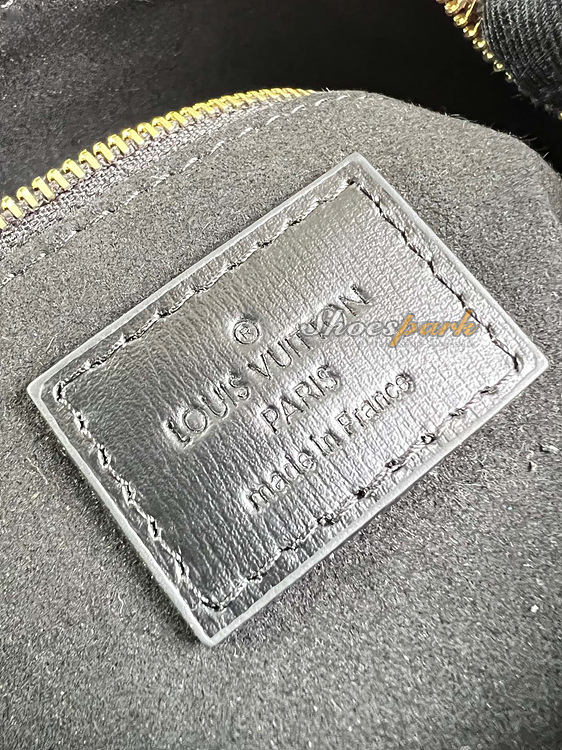 ®
Shoespark
LOUIS VUITTON
PARIS
made in France